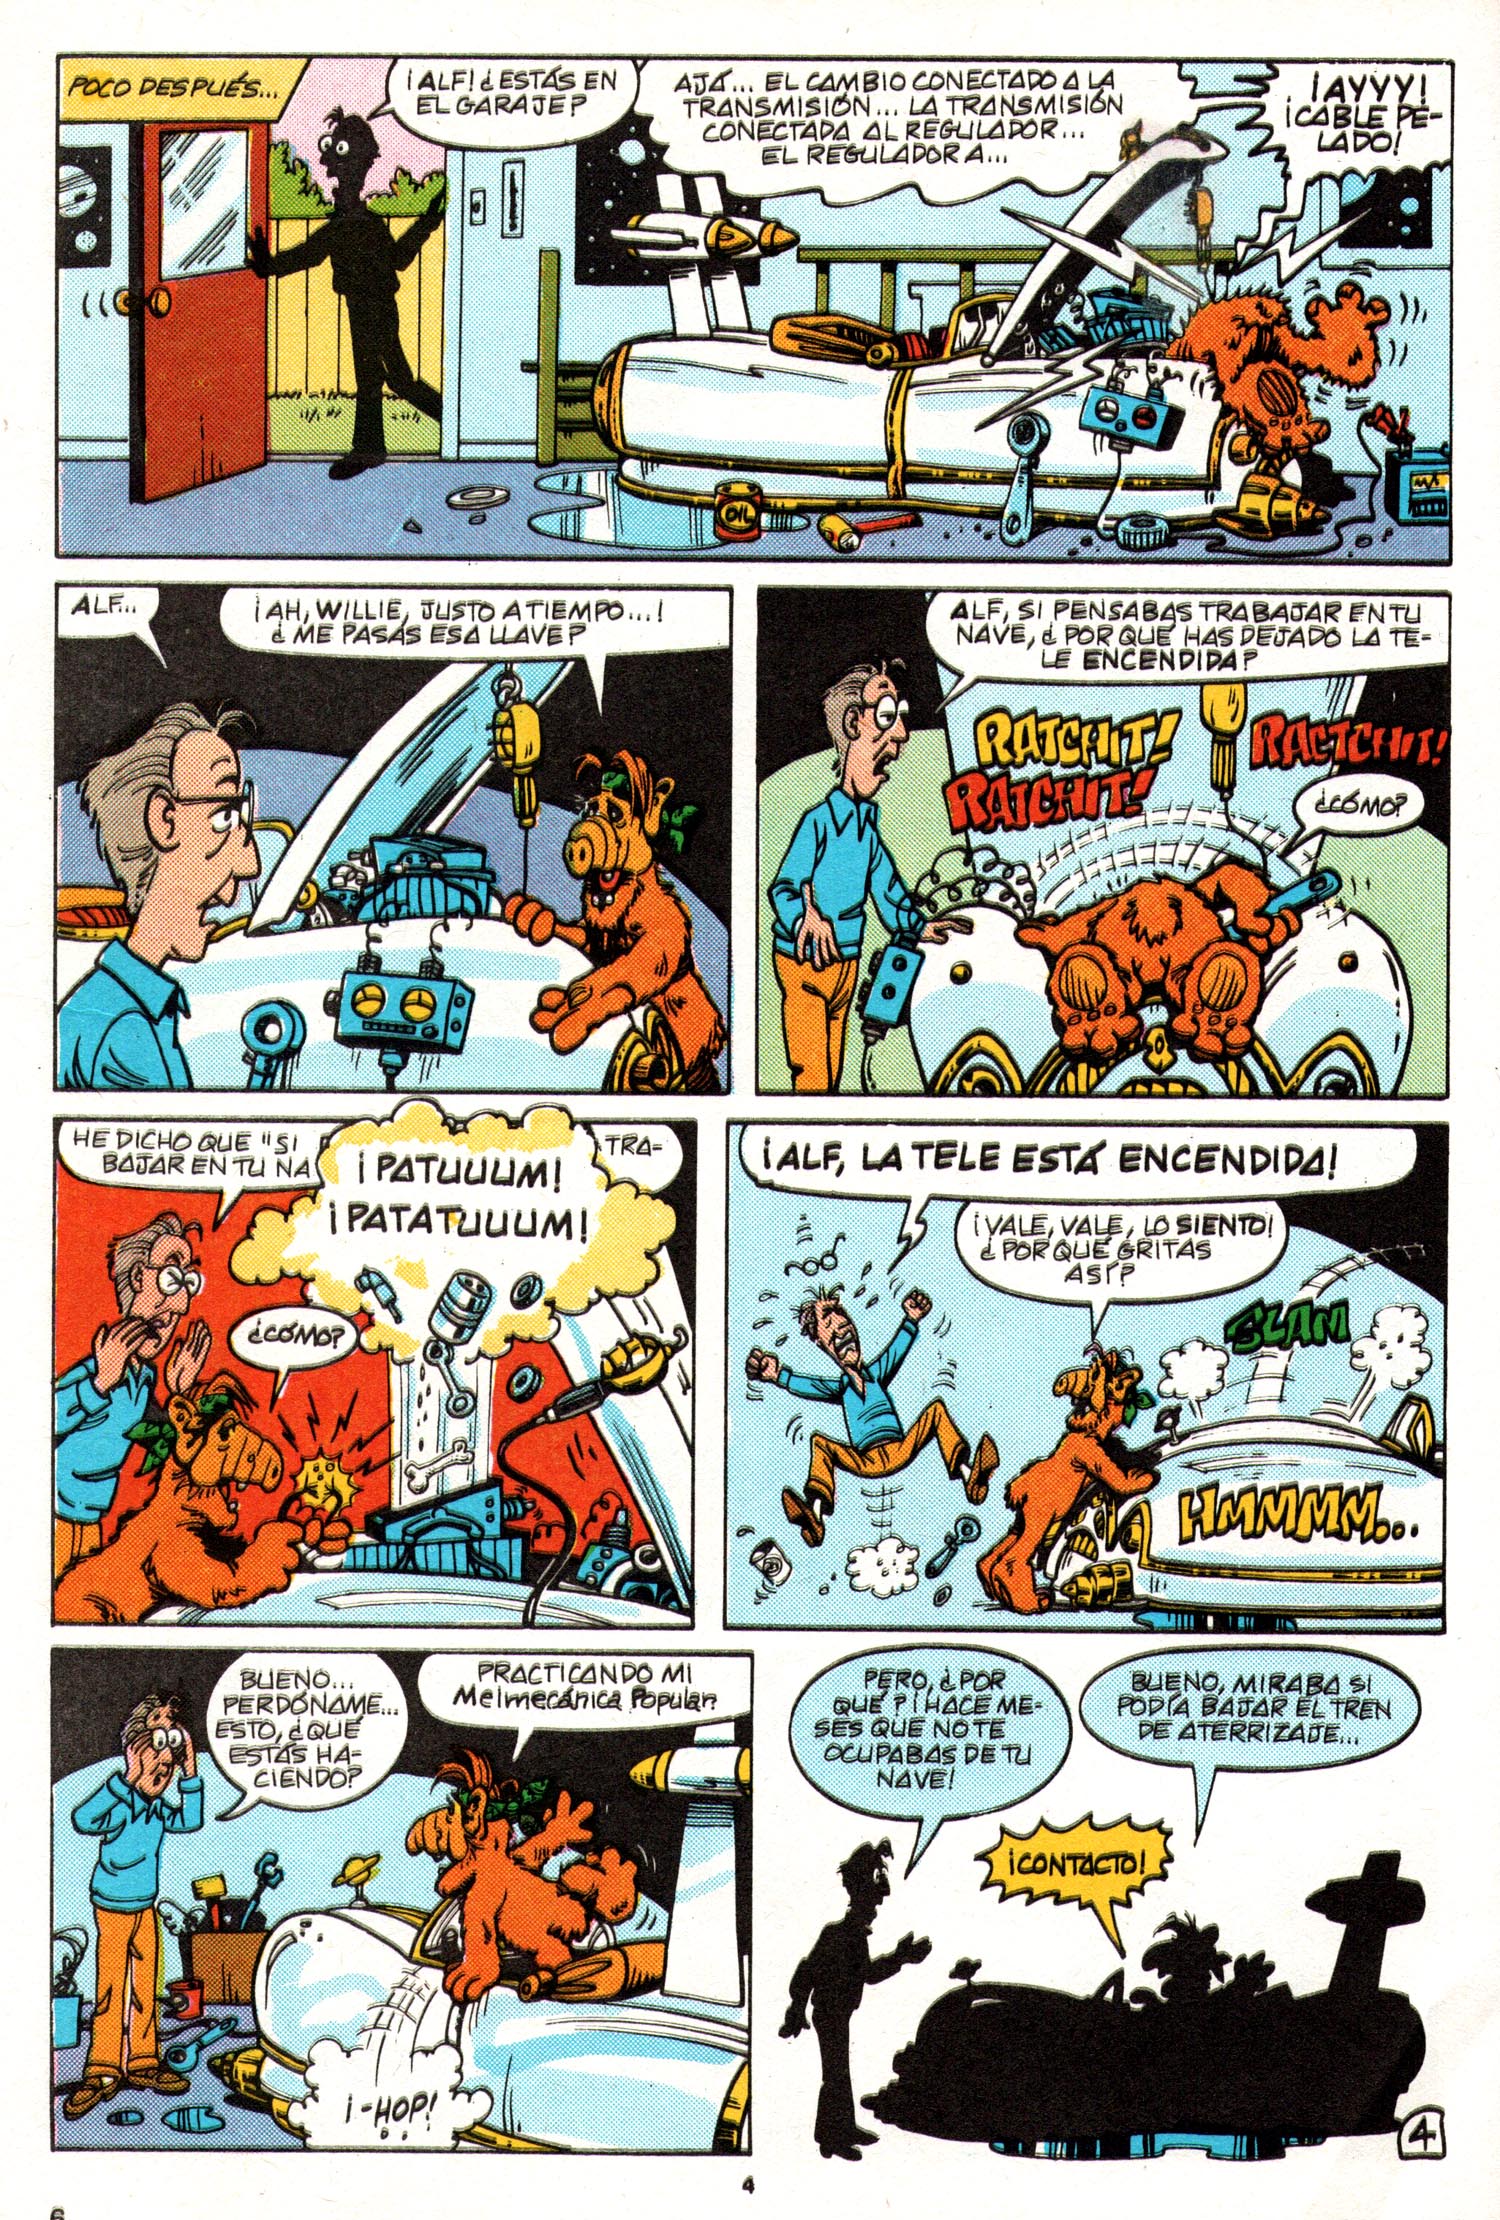 POCO DESPUÉS...
¡ALF! ¿ESTÁS EN
EL GARAJE?
AJÁ... EL CAMBIO CONECTADO A LA
TRANSMISIÓN... LA TRANSMISIÓN
CONECTADA AL REGULADOR...
EL REGULADOR A...
¡AYYY!
¡CABLE PE-
LADO!
OIL
ALF...
¡AH, WILLIE, JUSTO A TIEMPO...!
¿ME PASAS ESA LLAVE?
ALF, SI PENSABAS TRABAJAR EN TU
NAVE, ¿POR QUÉ HAS DEJADO LA TE-
LE ENCENDIDA?
RATCHIT!
RATCHIT!
RACTCHIT!
¿CÓMO?
HE DICHO QUE "SI
TRA-
BAJAR EN TU NA
¡PATUUUM!
¡PATATUUUM!
¿CÓMO?
¡ALF, LA TELE ESTÁ ENCENDIDA!
¡VALE, VALE, LO SIENTO!
¿POR QUÉ GRITAS
ASÍ?
SLAM
HMMMM...
BUENO...
PERDÓNAME...
ESTO, ¿QUÉ
ESTÁS HA-
CIENDO?
PRACTICANDO MI
Melmecánica Popular.
¡-HOP!
PERO, ¿POR
QUÉ? ¡HACE ME-
SES QUE NO TE
OCUPABAS DE TU
NAVE!
BUENO, MIRABA SI
PODÍA BAJAR EL TREN
DE ATERRIZAJE...
¡CONTACTO!
4
4
6